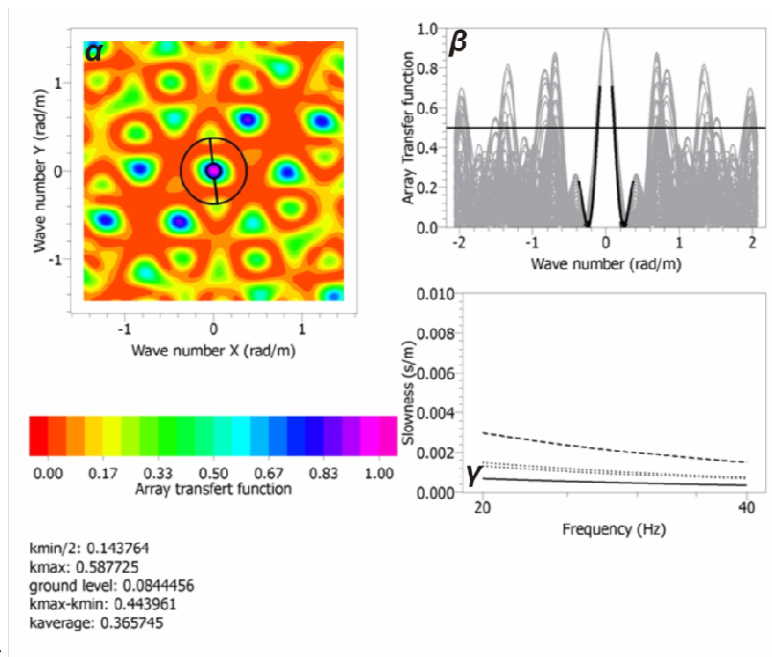 α
Wave number Y (rad/m)
1
0
-1
-1
0
1
Wave number X (rad/m)
β
Array Transfer function
1.0
0.8
0.6
0.4
0.2
0.0
-2
-1
0
1
2
Wave number (rad/m)
0.00
0.17
0.33
0.50
0.67
0.83
1.00
Array transfert function
γ
Slowness (s/m)
0.010
0.008
0.006
0.004
0.002
0.000
20
40
Frequency (Hz)
kmin/2: 0.143764
kmax: 0.587725
ground level: 0.0844456
kmax-kmin: 0.443961
kaverage: 0.365745